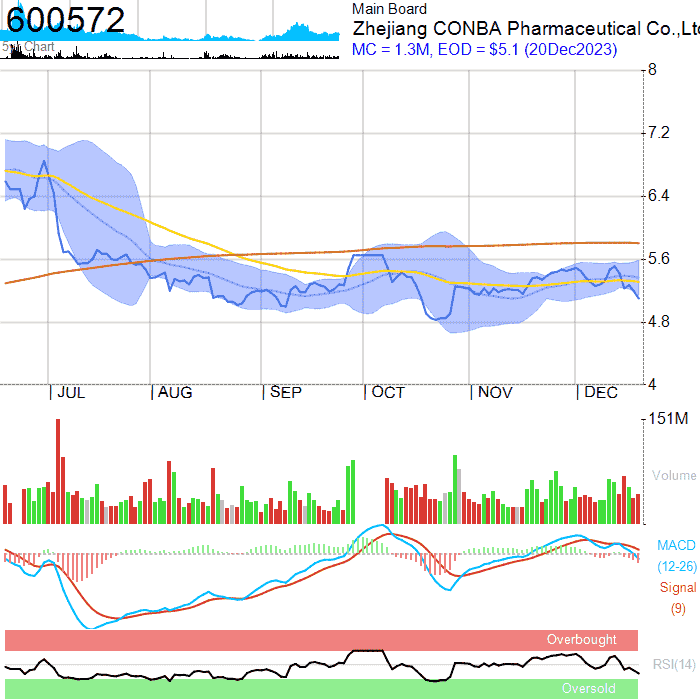 600572
5yr Chart
Main Board
Zhejiang CONBA Pharmaceutical Co.,Ltd
MC = 1.3M, EOD = $5.1 (20Dec2023)
8
7.2
6.4
5.6
4.8
4
JUL
AUG
SEP
OCT
NOV
DEC
151M
Volume
MACD
(12-26)
Signal
(9)
Overbought
RSI(14)
Oversold